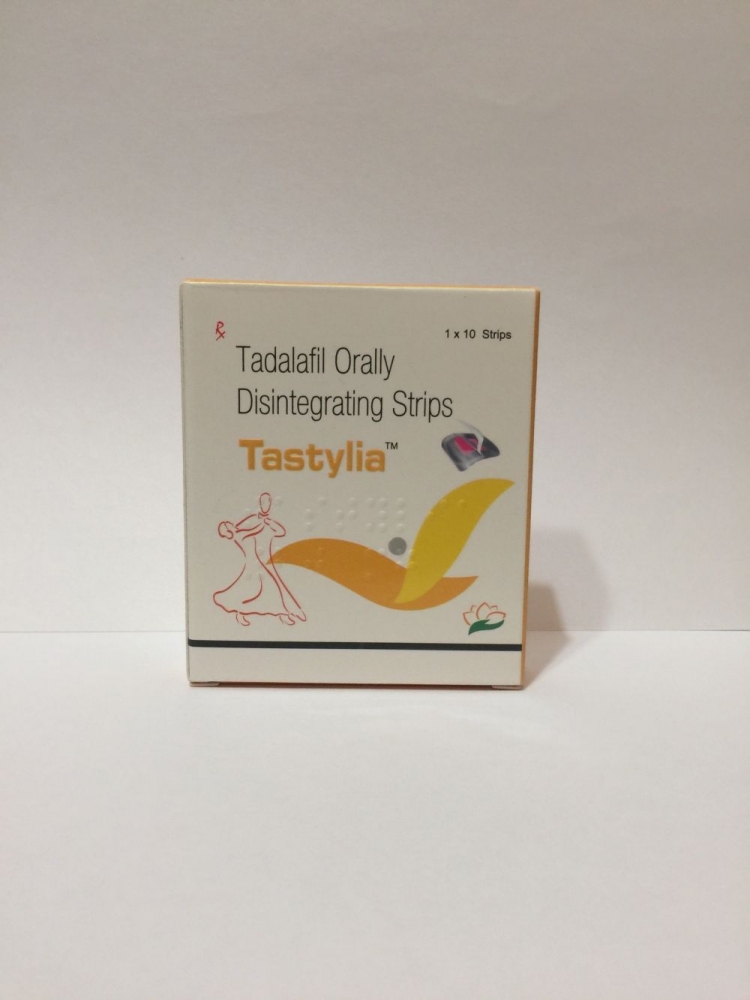 ℞
1 x 10 Strips
Tadalafil Orally
Disintegrating Strips
Tastylia™